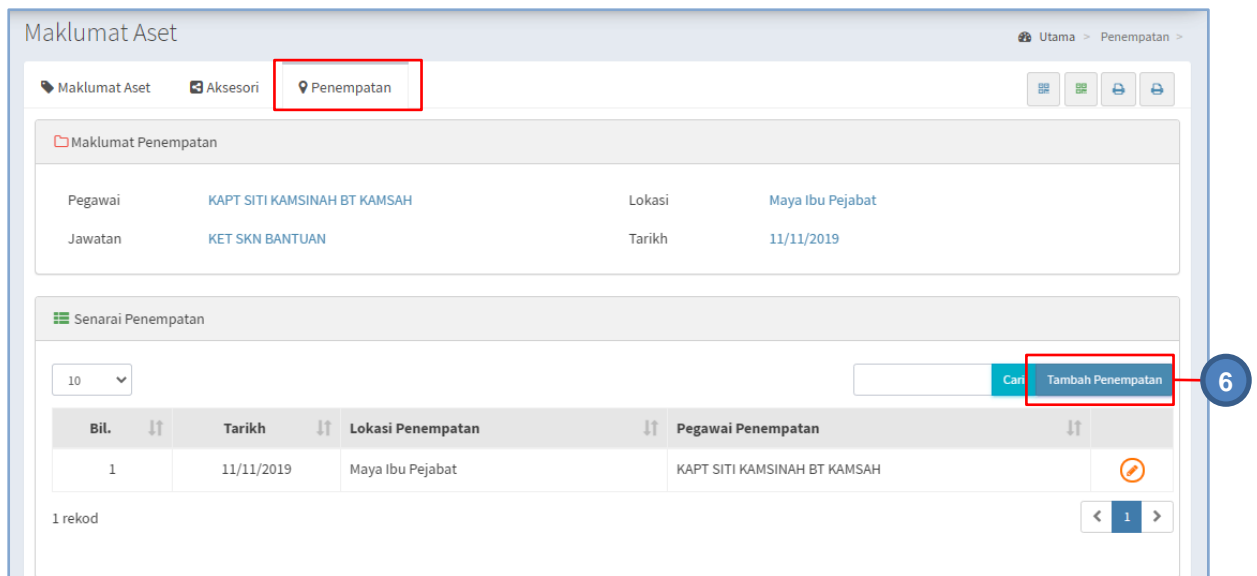 Maklumat Aset
Utama > Penempatan >
Maklumat Aset Aksesori Penempatan
Maklumat Penempatan
Pegawai KAPT SITI KAMSINAH BT KAMSAH Lokasi Maya Ibu Pejabat
Jawatan KET SKN BANTUAN Tarikh 11/11/2019
Senarai Penempatan
10 Cari Tambah Penempatan 6
Bil. Tarikh Lokasi Penempatan Pegawai Penempatan
1 11/11/2019 Maya Ibu Pejabat KAPT SITI KAMSINAH BT KAMSAH
1 rekod < 1 >